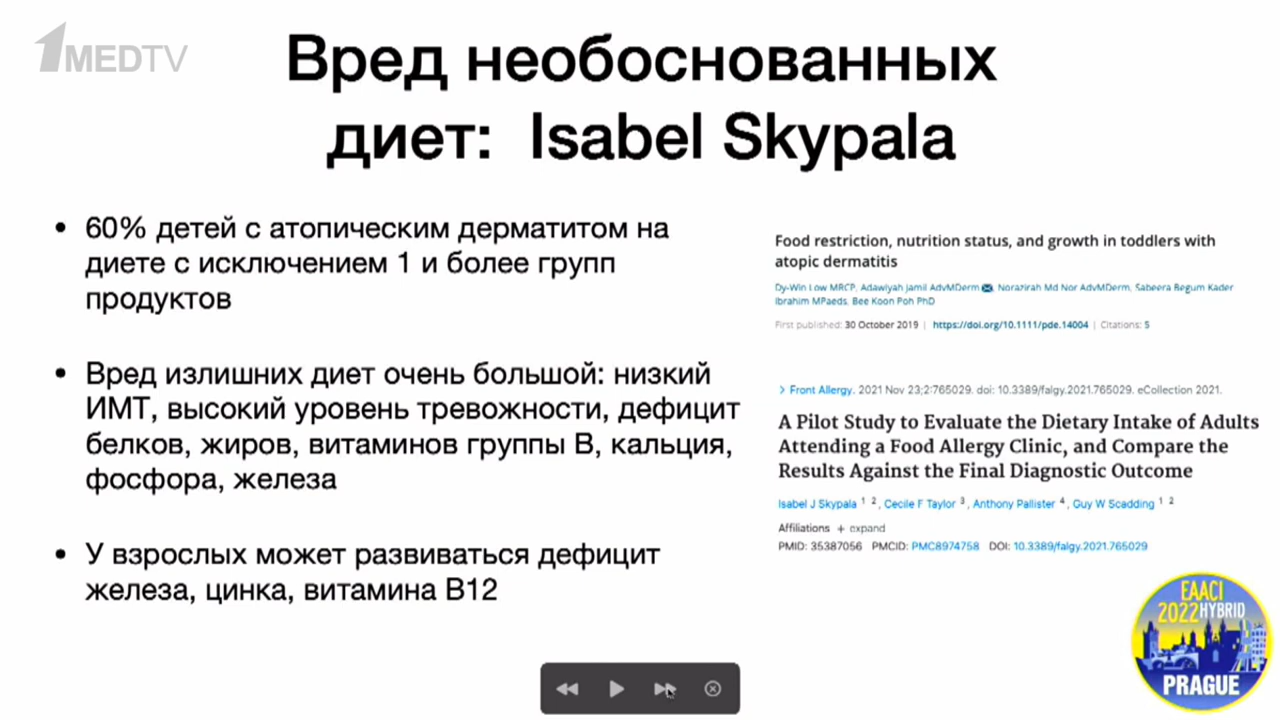 1MEDTV
Вред необоснованных
диет: Isabel Skypala
• 60% детей с атопическим дерматитом на
диете с исключением 1 и более групп
продуктов
• Вред излишних диет очень большой: низкий
ИМТ, высокий уровень тревожности, дефицит
белков, жиров, витаминов группы В, кальция,
фосфора, железа
• У взрослых может развиваться дефицит
железа, цинка, витамина В12
Food restriction, nutrition status, and growth in toddlers with
atopic dermatitis
Dy-Win Low MRCP, Adawiyah Jamil AdvMDerm, Norazirah Md Nor AdvMDerm, Sabeera Begum Kader
Ibrahim MPaeds, Bee Koon Poh PhD
First published: 30 October 2019 | https://doi.org/10.1111/pde.14004 | Citations: 5
> Front Allergy. 2021 Nov 23;2:765029. doi: 10.3389/falgy.2021.765029. eCollection 2021.
A Pilot Study to Evaluate the Dietary Intake of Adults
Attending a Food Allergy Clinic, and Compare the
Results Against the Final Diagnostic Outcome
Isabel J Skypala 1 2, Cecile F Taylor 3, Anthony Pallister 4, Guy W Scadding 1 2
Affiliations + expand
PMID: 35387056 PMCID: PMC8974758 DOI: 10.3389/falgy.2021.765029
EAACI
2022 HYBRID
PRAGUE